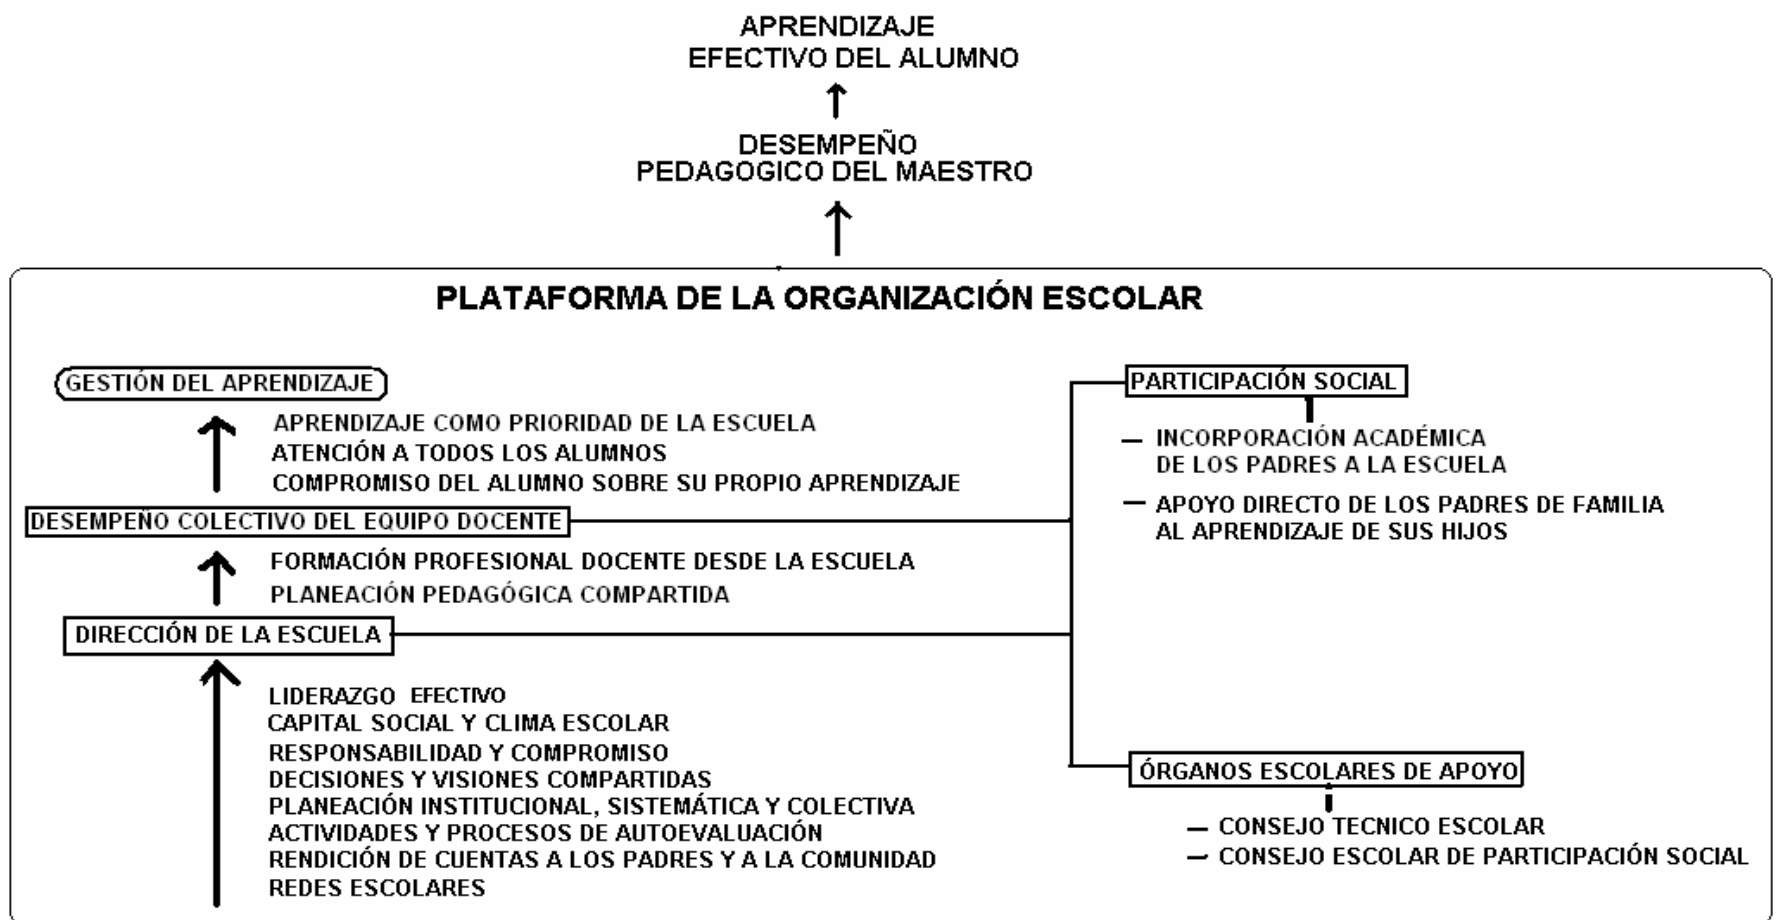 APRENDIZAJE
EFECTIVO DEL ALUMNO
DESEMPEÑO
PEDAGOGICO DEL MAESTRO
PLATAFORMA DE LA ORGANIZACIÓN ESCOLAR
GESTIÓN DEL APRENDIZAJE
APRENDIZAJE COMO PRIORIDAD DE LA ESCUELA
ATENCIÓN A TODOS LOS ALUMNOS
COMPROMISO DEL ALUMNO SOBRE SU PROPIO APRENDIZAJE
DESEMPEÑO COLECTIVO DEL EQUIPO DOCENTE
FORMACIÓN PROFESIONAL DOCENTE DESDE LA ESCUELA
PLANEACIÓN PEDAGÓGICA COMPARTIDA
DIRECCIÓN DE LA ESCUELA
LIDERAZGO EFECTIVO
CAPITAL SOCIAL Y CLIMA ESCOLAR
RESPONSABILIDAD Y COMPROMISO
DECISIONES Y VISIONES COMPARTIDAS
PLANEACIÓN INSTITUCIONAL, SISTEMÁTICA Y COLECTIVA
ACTIVIDADES Y PROCESOS DE AUTOEVALUACIÓN
RENDICIÓN DE CUENTAS A LOS PADRES Y A LA COMUNIDAD
REDES ESCOLARES
PARTICIPACIÓN SOCIAL
— INCORPORACIÓN ACADÉMICA
DE LOS PADRES A LA ESCUELA
— APOYO DIRECTO DE LOS PADRES DE FAMILIA
AL APRENDIZAJE DE SUS HIJOS
ÓRGANOS ESCOLARES DE APOYO
— CONSEJO TECNICO ESCOLAR
— CONSEJO ESCOLAR DE PARTICIPACIÓN SOCIAL